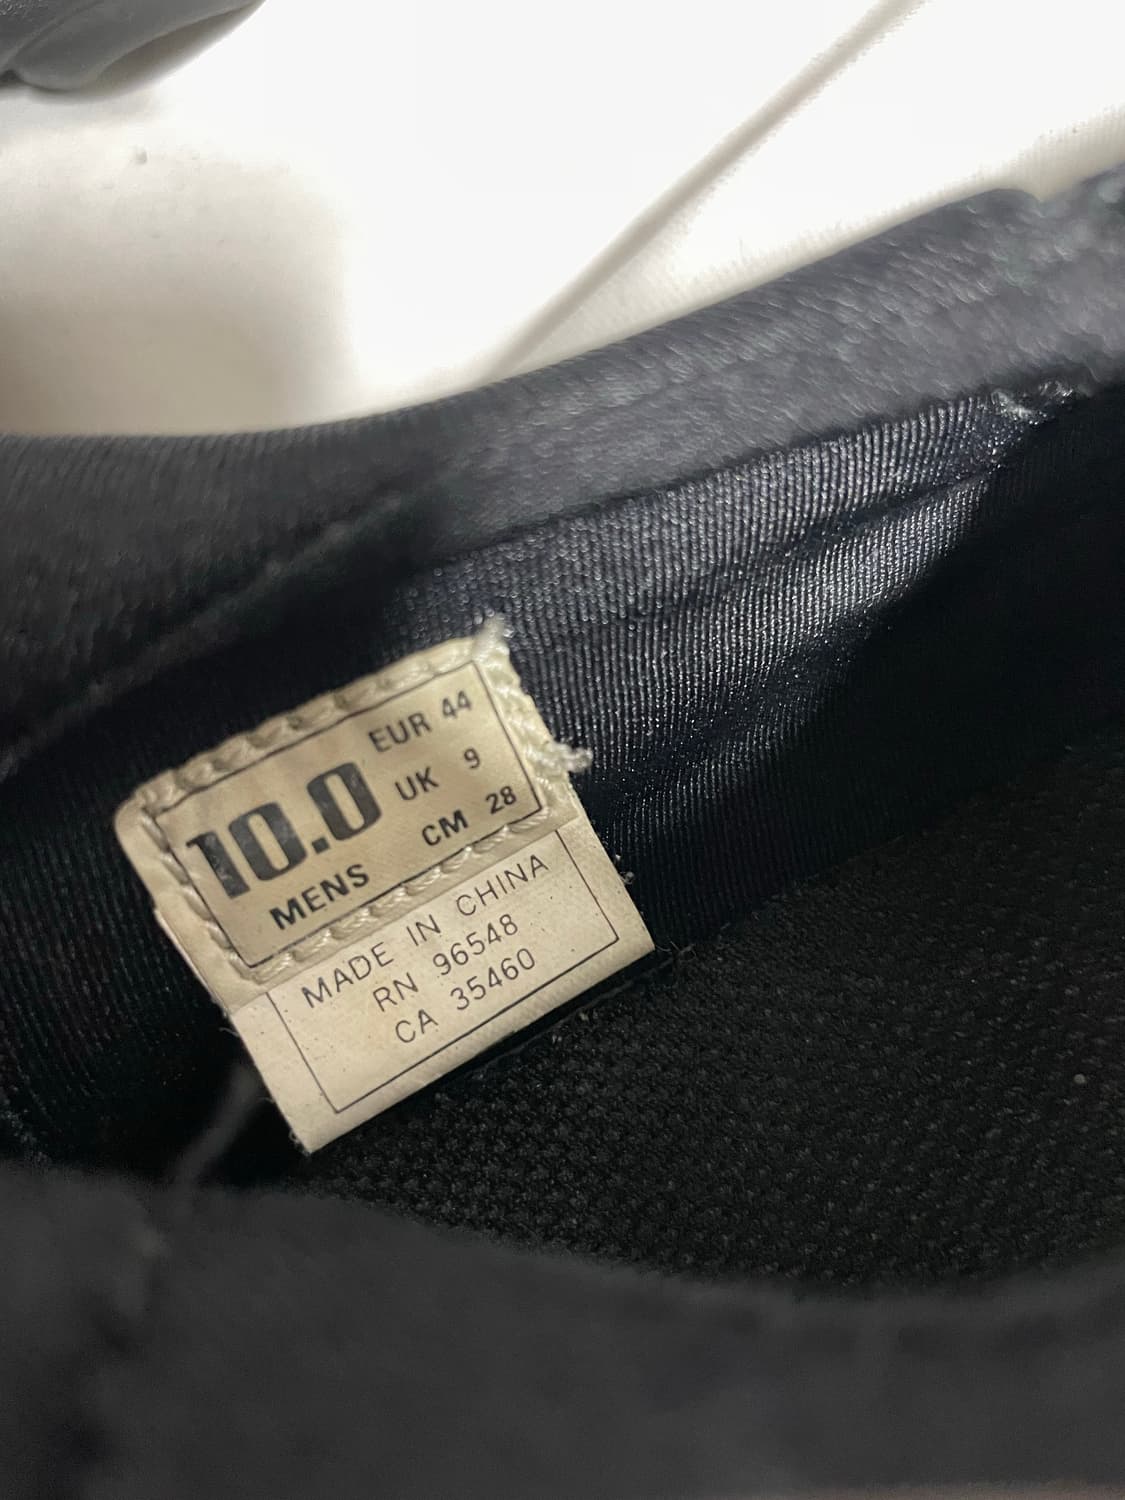 10.0
MENS
EUR 44
UK 9
CM 28
MADE IN CHINA
RN 96548
CA 35460